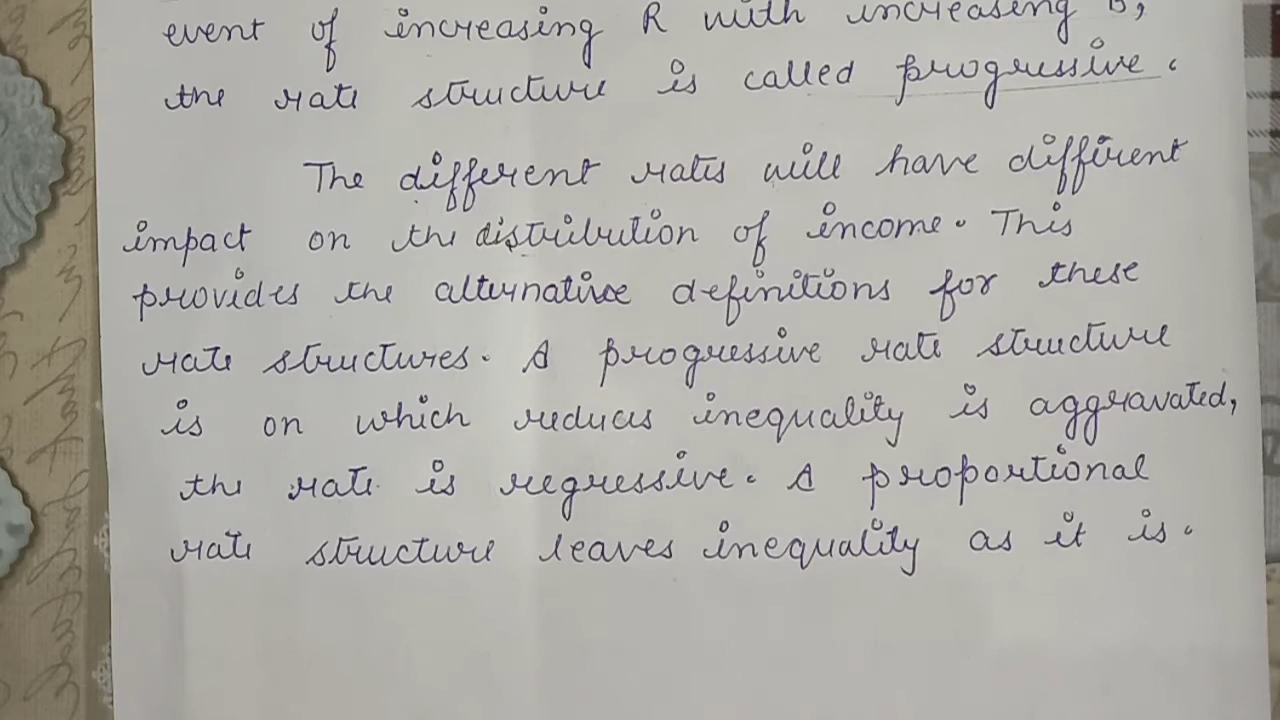 event of increasing R with increasing B,
the rate structure is called progressive.
The different rates will have different
impact on the distribution of income. This
provides the alternative definitions for these
rate structures. A progressive rate structure
is on which reduces inequality is aggravated,
the rate is regressive. A proportional
rate structure leaves inequality as it is.